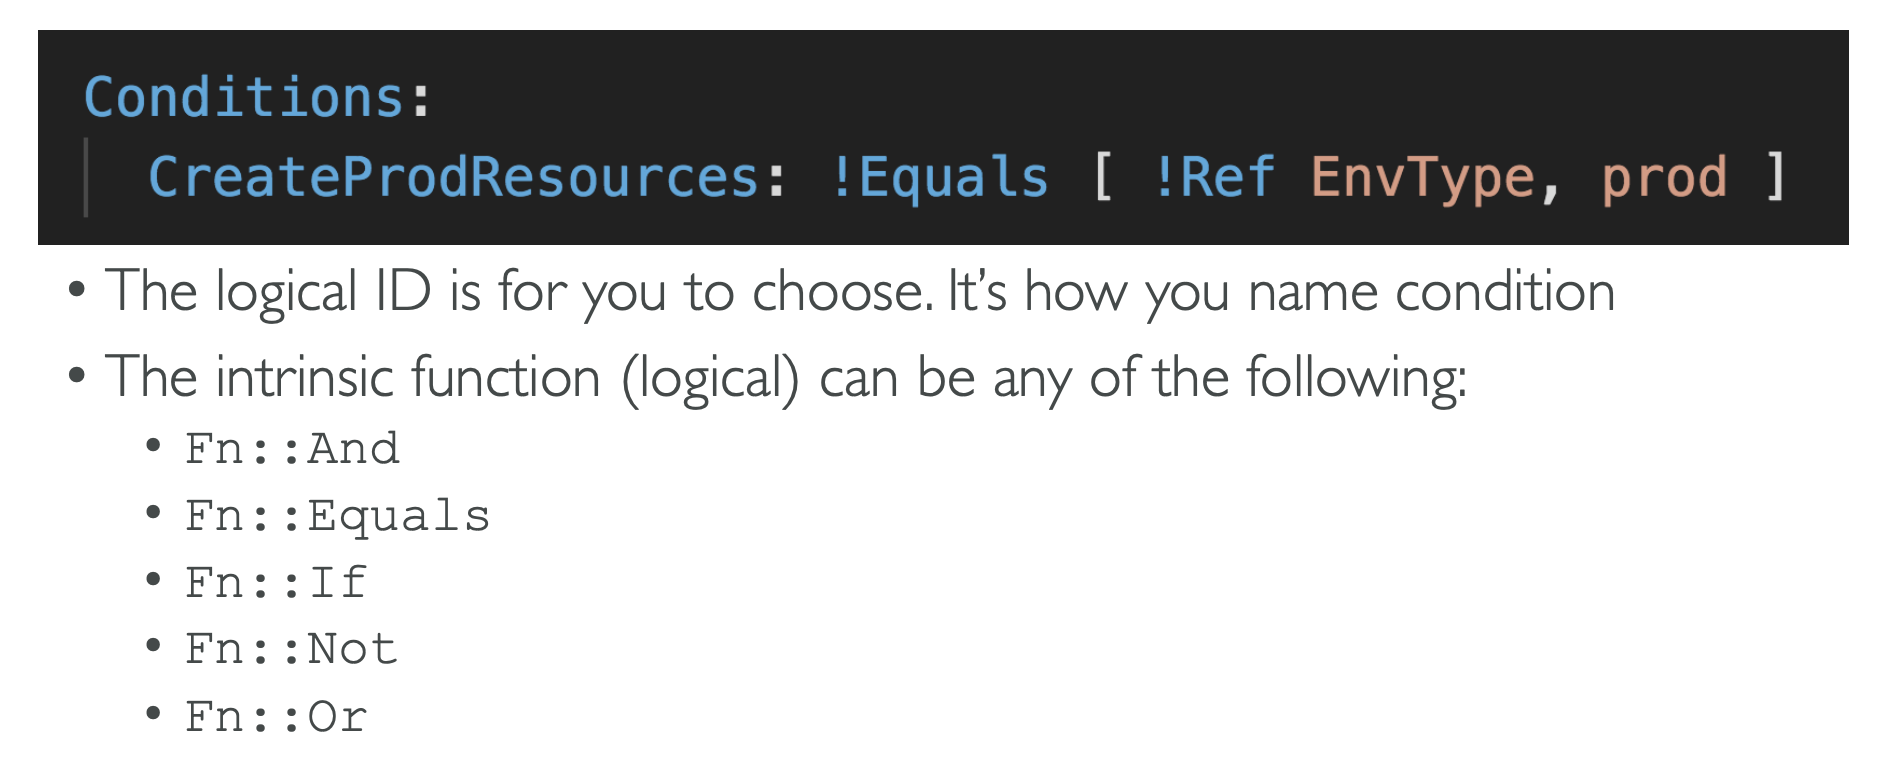 Conditions:
CreateProdResources: !Equals [ !Ref EnvType, prod ]
• The logical ID is for you to choose. It’s how you name condition
• The intrinsic function (logical) can be any of the following:
• Fn::And
• Fn::Equals
• Fn::If
• Fn::Not
• Fn::Or